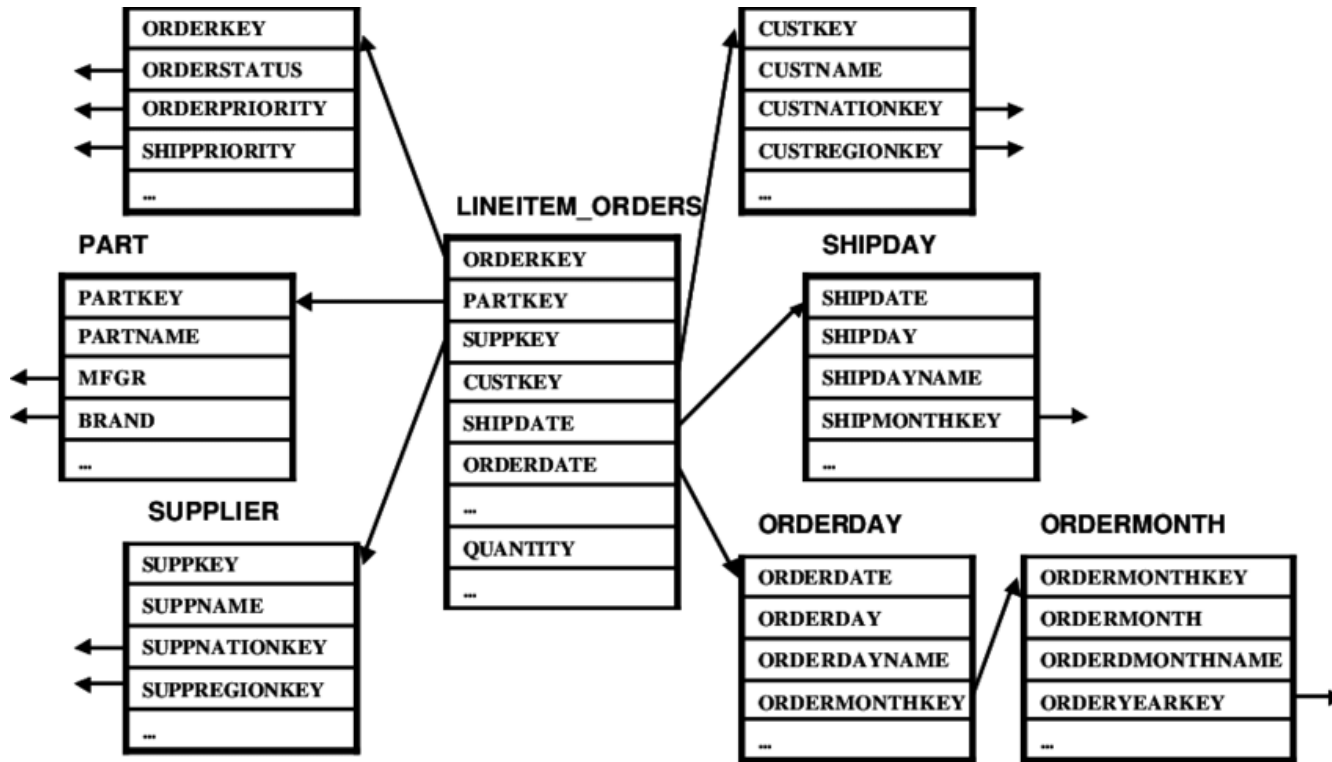 ORDERKEY
ORDERSTATUS
ORDERPRIORITY
SHIPPRIORITY
...
CUSTKEY
CUSTNAME
CUSTNATIONKEY
CUSTREGIONKEY
...
LINEITEM_ORDERS
ORDERKEY
PARTKEY
SUPPKEY
CUSTKEY
SHIPDATE
ORDERDATE
...
QUANTITY
...
PART
PARTKEY
PARTNAME
MFGR
BRAND
...
SHIPDAY
SHIPDATE
SHIPDAY
SHIPDAYNAME
SHIPMONTHKEY
...
SUPPLIER
SUPPKEY
SUPPNAME
SUPPNATIONKEY
SUPPREGIONKEY
...
ORDERDAY
ORDERDATE
ORDERDAY
ORDERDAYNAME
ORDERMONTHKEY
...
ORDERMONTH
ORDERMONTHKEY
ORDERMONTH
ORDERDMONTHNAME
ORDERYEARKEY
...